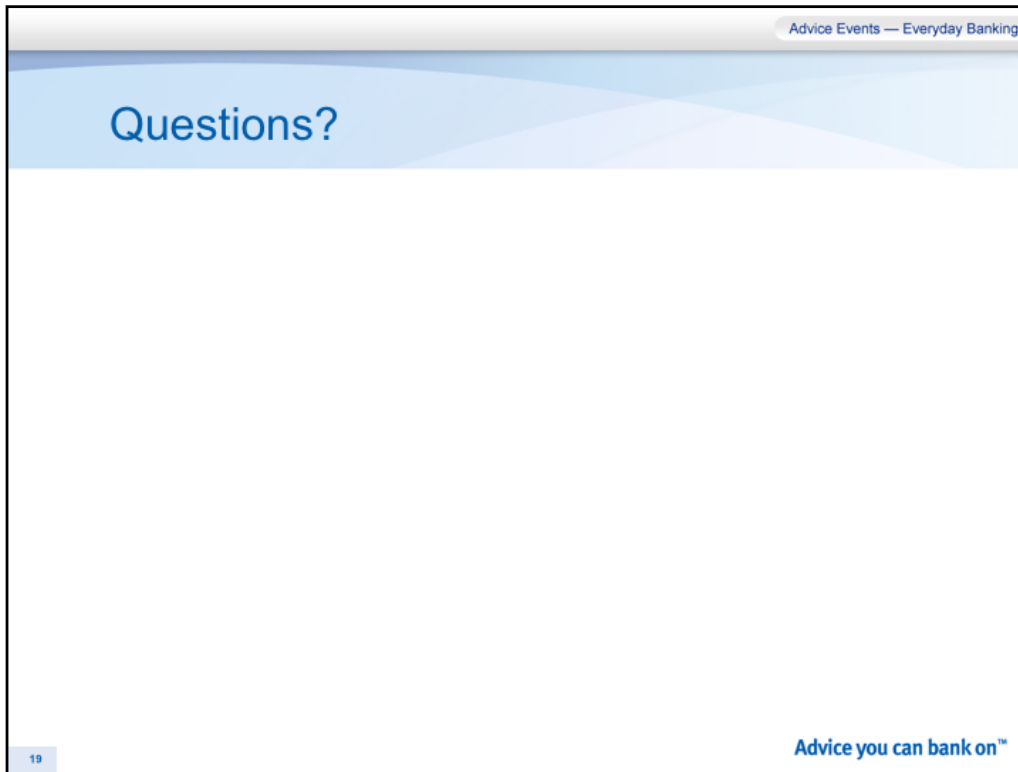 Advice Events — Everyday Banking
Questions?
19
Advice you can bank on™